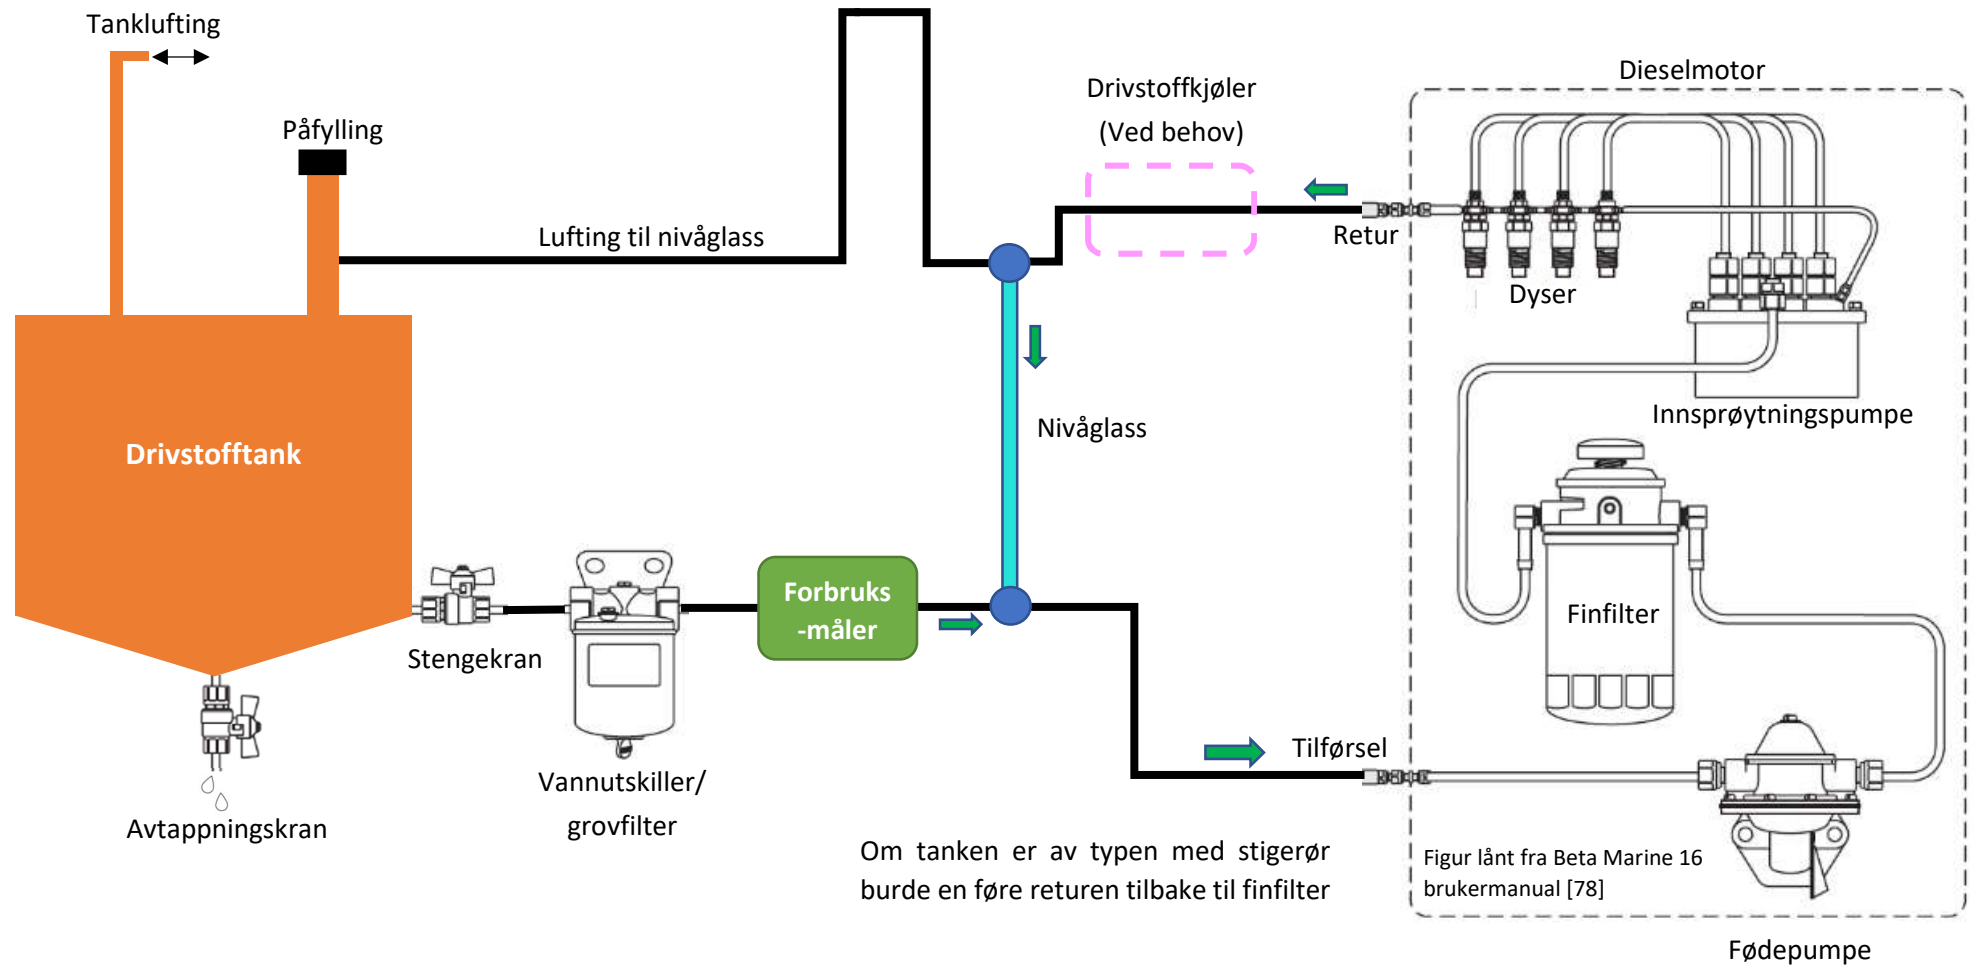 Tanklufting
Påfylling
Lufting til nivåglass
Drivstoffkjøler
(Ved behov)
Dieselmotor
Retur
Dyser
Innsprøytningspumpe
Drivstofftank
Nivåglass
Forbruks
-måler
Finfilter
Stengekran
Vannutskiller/
grovfilter
Avtappningskran
Tilførsel
Om tanken er av typen med stigerør
burde en føre returen tilbake til finfilter
Figur lånt fra Beta Marine 16
brukermanual [78]
Fødepumpe